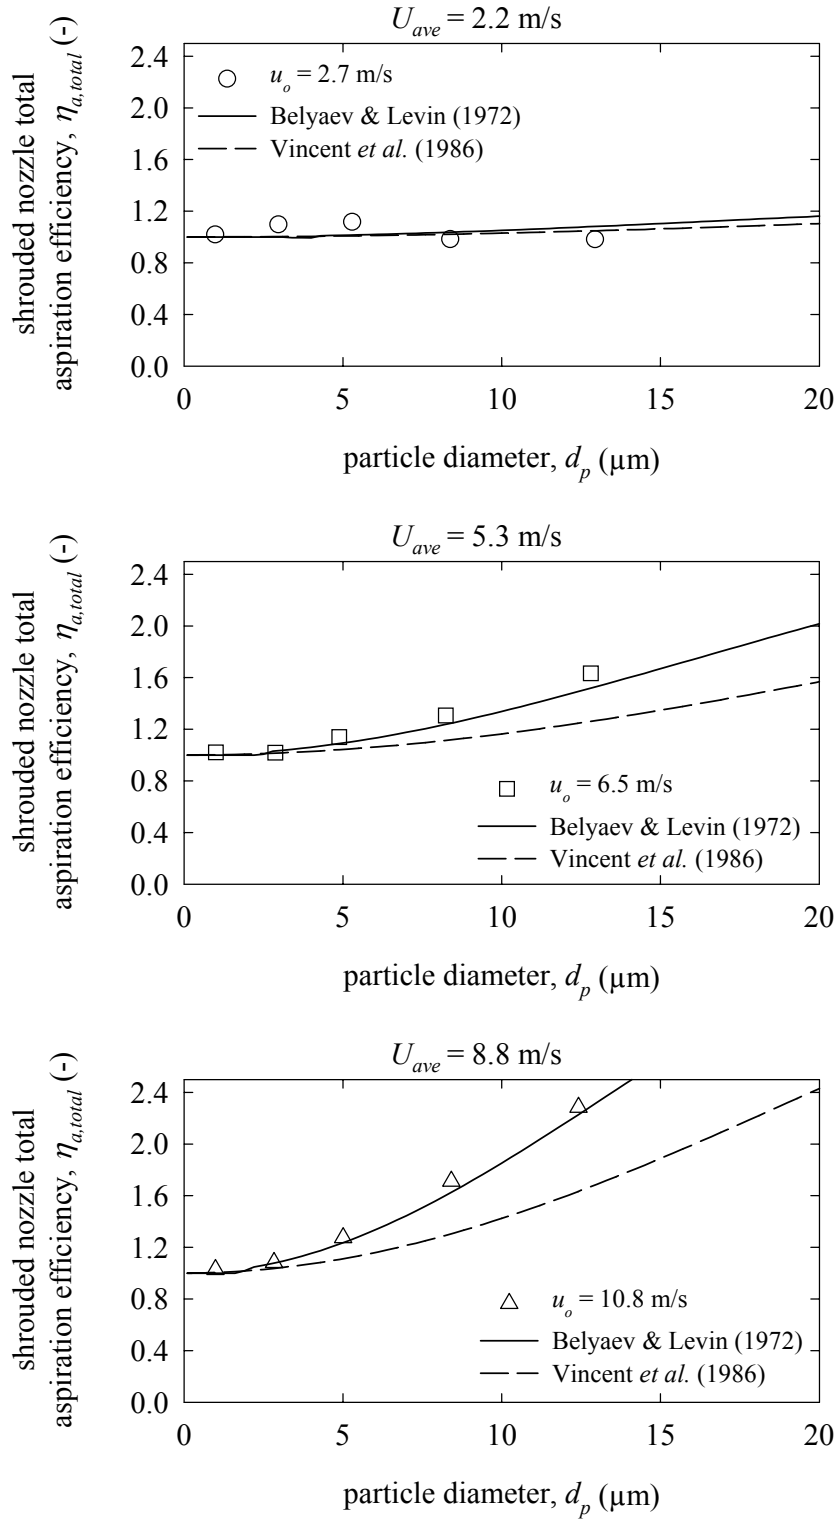 U_ave = 2.2 m/s
shrouded nozzle total
aspiration efficiency, η_a,total (-)
2.4
2.0
1.6
1.2
0.8
0.4
0.0
u_o = 2.7 m/s
Belyaev & Levin (1972)
Vincent et al. (1986)
0 5 10 15 20
particle diameter, d_p (µm)
U_ave = 5.3 m/s
shrouded nozzle total
aspiration efficiency, η_a,total (-)
2.4
2.0
1.6
1.2
0.8
0.4
0.0
u_o = 6.5 m/s
Belyaev & Levin (1972)
Vincent et al. (1986)
0 5 10 15 20
particle diameter, d_p (µm)
U_ave = 8.8 m/s
shrouded nozzle total
aspiration efficiency, η_a,total (-)
2.4
2.0
1.6
1.2
0.8
0.4
0.0
u_o = 10.8 m/s
Belyaev & Levin (1972)
Vincent et al. (1986)
0 5 10 15 20
particle diameter, d_p (µm)